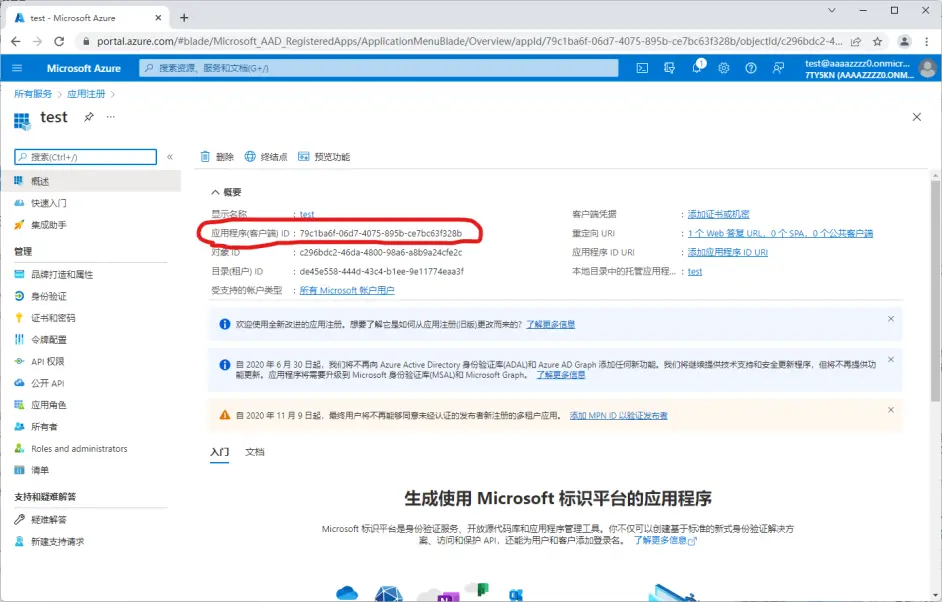 test - Microsoft Azure
portal.azure.com/#blade/Microsoft_AAD_RegisteredApps/ApplicationMenuBlade/Overview/appId/79c1ba6f-06d7-4075-895b-ce7bc63f328b/objectId/c296bdc2-4...
Microsoft Azure
搜索资源、服务和文档(G+/)
1
test@aaaazzzz0.onmicr...
7TY5KN (AAAAZZZZ0.ONM...
所有服务 > 应用注册 >
test
搜索(Ctrl+/)
«
删除 终结点 预览功能
概述
快速入门
集成助手
管理
品牌打造和属性
身份验证
证书和密码
令牌配置
API 权限
公开 API
应用角色
所有者
Roles and administrators
清单
支持和疑难解答
疑难解答
新建支持请求
概要
显示名称 : test
应用程序(客户端) ID : 79c1ba6f-06d7-4075-895b-ce7bc63f328b
对象 ID : c296bdc2-46da-4800-98a6-a8b9a24cfe2c
目录(租户) ID : de45e558-444d-43c4-b1ee-9e11774eaa3f
受支持的帐户类型 : 所有 Microsoft 帐户用户
客户端凭据 : 添加证书或机密
重定向 URI : 1 个 Web 答复 URL，0 个 SPA，0 个公共客户端
应用程序 ID URI : 添加应用程序 ID URI
本地目录中的托管应用程... : test
欢迎使用全新改进的应用注册。想要了解它是如何从应用注册(旧版)更改而来的? 了解更多信息
自 2020 年 6 月 30 日起，我们将不再向 Azure Active Directory 身份验证库(ADAL)和 Azure AD Graph 添加任何新功能。我们将继续提供技术支持和安全更新程序，但将不再提供功
能更新。应用程序将需要升级到 Microsoft 身份验证库(MSAL)和 Microsoft Graph。 了解更多信息
自 2020 年 11 月 9 日起，最终用户将不再能够同意未经认证的发布者新注册的多租户应用。 添加 MPN ID 以验证发布者
入门 文档
生成使用 Microsoft 标识平台的应用程序
Microsoft 标识平台是身份验证服务、开放源代码库和应用程序管理工具。你不仅可以创建基于标准的新式身份验证解决方
案、访问和保护 API，还能为用户和客户添加登录名。 了解更多信息